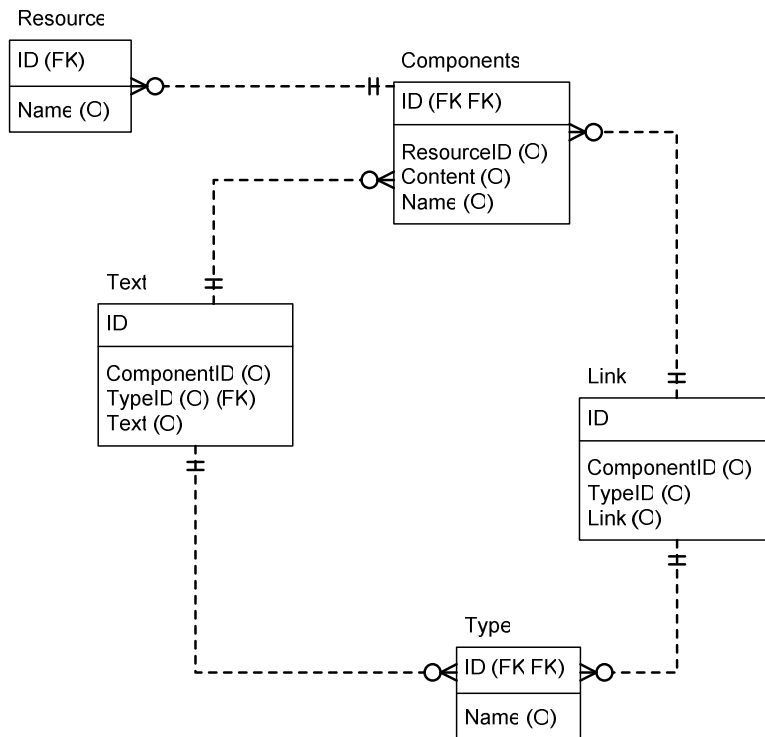 Resource
ID (FK)
Name (O)
Components
ID (FK FK)
ResourceID (O)
Content (O)
Name (O)
Text
ID
ComponentID (O)
TypeID (O) (FK)
Text (O)
Link
ID
ComponentID (O)
TypeID (O)
Link (O)
Type
ID (FK FK)
Name (O)